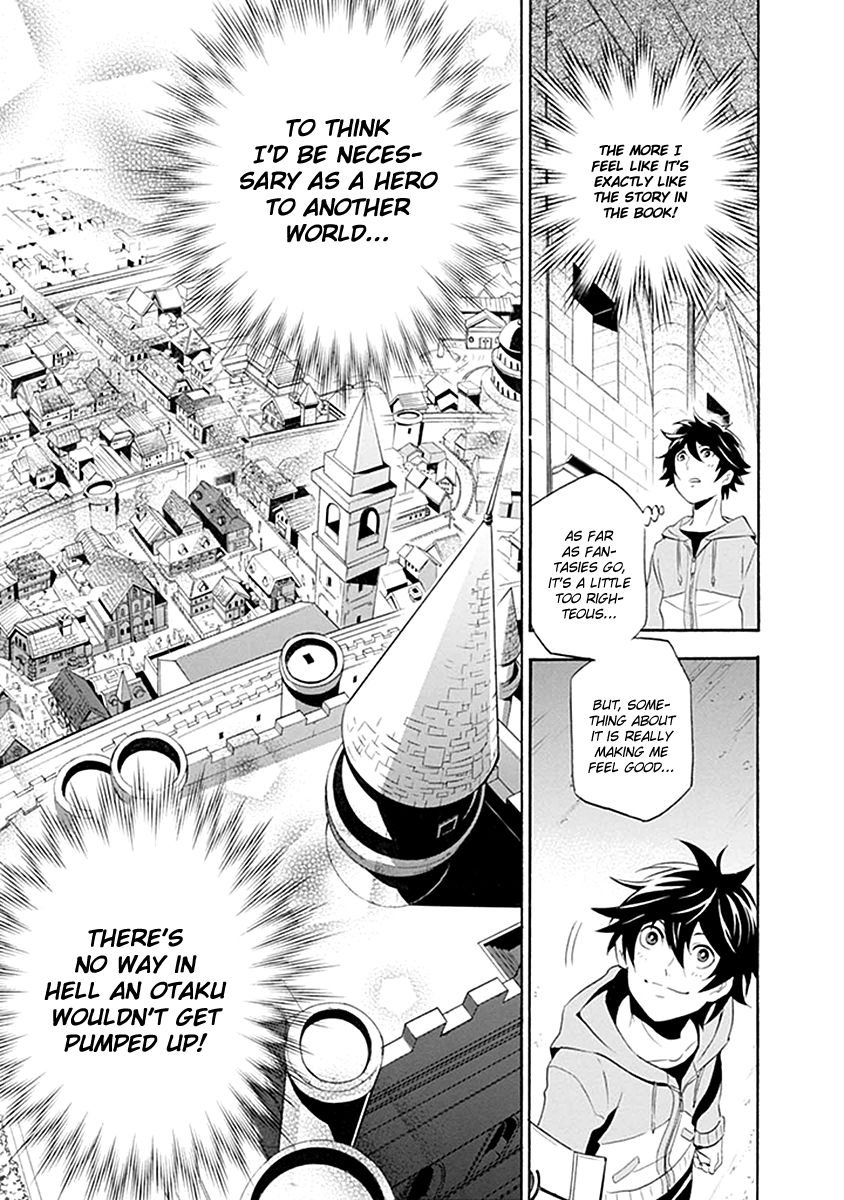 THE MORE I
FEEL LIKE IT'S
EXACTLY LIKE
THE STORY IN
THE BOOK!
AS FAR
AS FAN-
TASIES GO,
IT'S A LITTLE
TOO RIGH-
TEOUS...
BUT, SOME-
THING ABOUT
IT IS REALLY
MAKING ME
FEEL GOOD...
TO THINK
I'D BE NECES-
SARY AS A HERO
TO ANOTHER
WORLD...
THERE'S
NO WAY IN
HELL AN OTAKU
WOULDN'T GET
PUMPED UP!